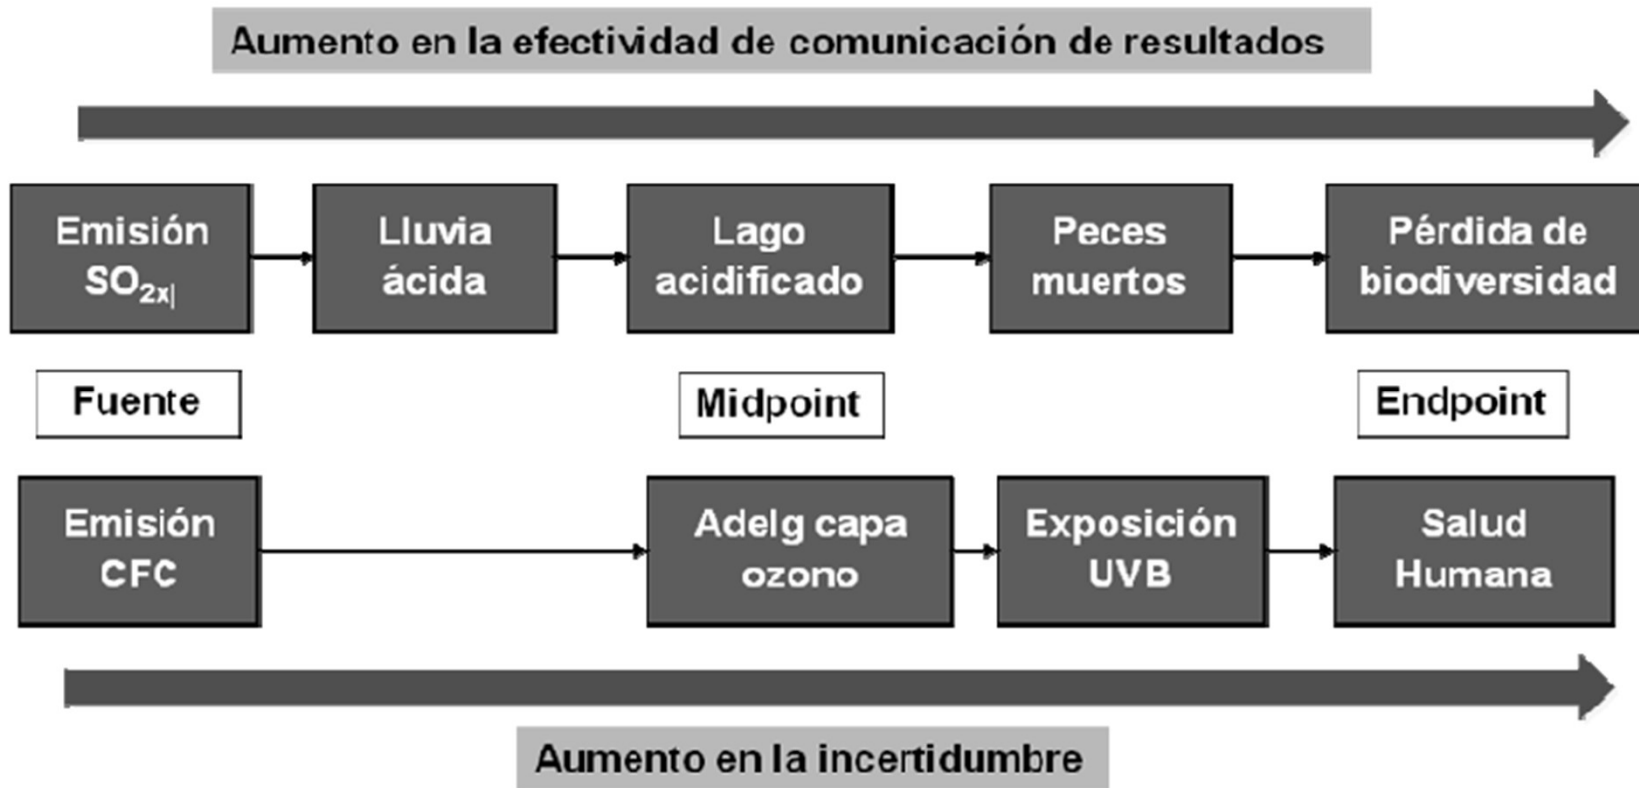 Aumento en la efectividad de comunicación de resultados
Emisión
SO₂ₓ|
Lluvia
ácida
Lago
acidificado
Peces
muertos
Pérdida de
biodiversidad
Fuente
Midpoint
Endpoint
Emisión
CFC
Adelg capa
ozono
Exposición
UVB
Salud
Humana
Aumento en la incertidumbre